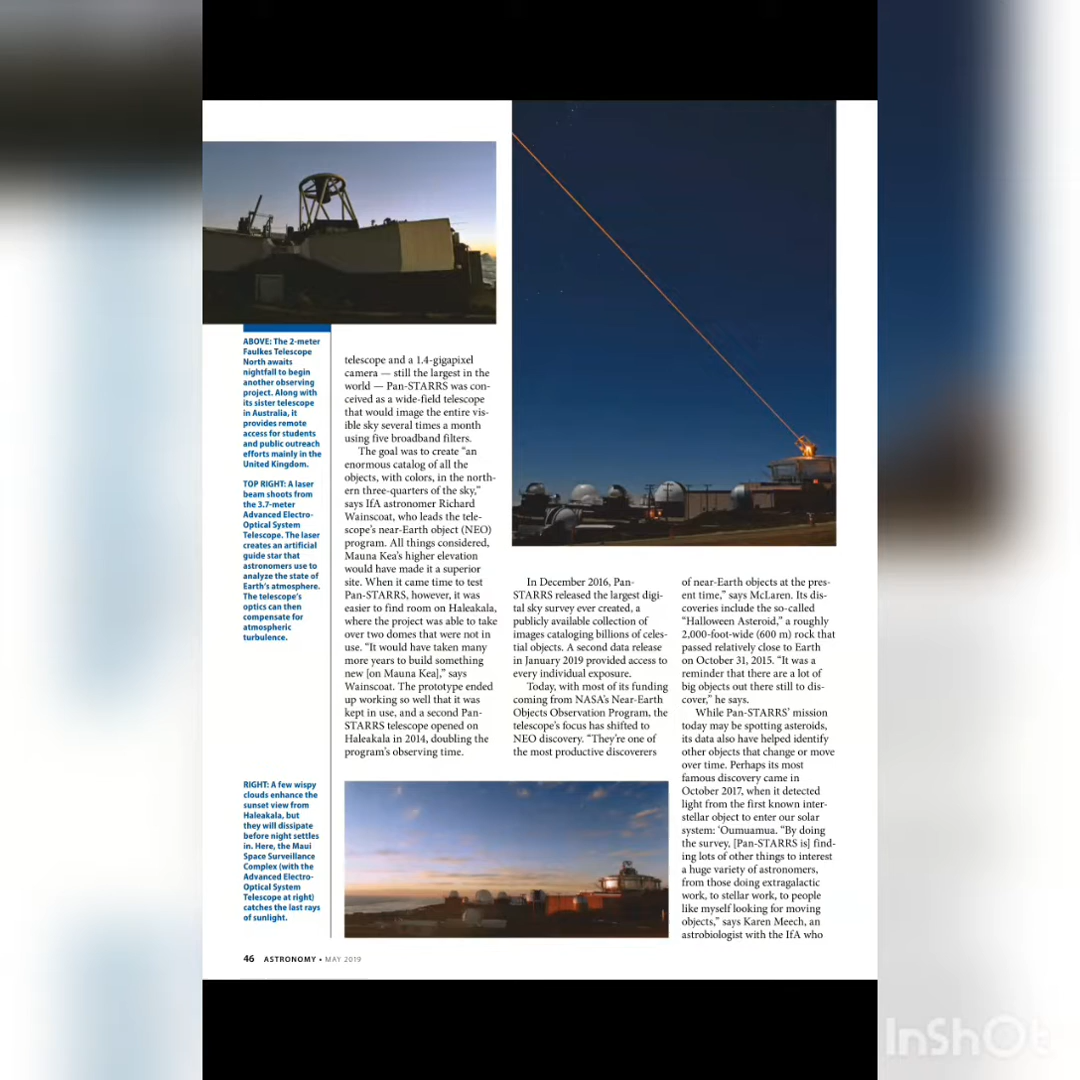 ABOVE: The 2-meter
Faulkes Telescope
North awaits
nightfall to begin
another observing
project. Along with
its sister telescope
in Australia, it
provides remote
access for students
and public outreach
efforts mainly in the
United Kingdom.
TOP RIGHT: A laser
beam shoots from
the 3.7-meter
Advanced Electro-
Optical System
Telescope. The laser
creates an artificial
guide star that
astronomers use to
analyze the state of
Earth's atmosphere.
The telescope's
optics can then
compensate for
atmospheric
turbulence.
RIGHT: A few wispy
clouds enhance the
sunset view from
Haleakala, but
they will dissipate
before night settles
in. Here, the Maui
Space Surveillance
Complex (with the
Advanced Electro-
Optical System
Telescope at right)
catches the last rays
of sunlight.
telescope and a 1.4-gigapixel
camera — still the largest in the
world — Pan-STARRS was con-
ceived as a wide-field telescope
that would image the entire vis-
ible sky several times a month
using five broadband filters.
The goal was to create “an
enormous catalog of all the
objects, with colors, in the north-
ern three-quarters of the sky,”
says IfA astronomer Richard
Wainscoat, who leads the tele-
scope's near-Earth object (NEO)
program. All things considered,
Mauna Kea's higher elevation
would have made it a superior
site. When it came time to test
Pan-STARRS, however, it was
easier to find room on Haleakala,
where the project was able to take
over two domes that were not in
use. “It would have taken many
more years to build something
new [on Mauna Kea],” says
Wainscoat. The prototype ended
up working so well that it was
kept in use, and a second Pan-
STARRS telescope opened on
Haleakala in 2014, doubling the
program's observing time.
In December 2016, Pan-
STARRS released the largest digi-
tal sky survey ever created, a
publicly available collection of
images cataloging billions of celes-
tial objects. A second data release
in January 2019 provided access to
every individual exposure.
Today, with most of its funding
coming from NASA's Near-Earth
Objects Observation Program, the
telescope's focus has shifted to
NEO discovery. “They're one of
the most productive discoverers
of near-Earth objects at the pres-
ent time,” says McLaren. Its dis-
coveries include the so-called
“Halloween Asteroid,” a roughly
2,000-foot-wide (600 m) rock that
passed relatively close to Earth
on October 31, 2015. “It was a
reminder that there are a lot of
big objects out there still to dis-
cover,” he says.
While Pan-STARRS' mission
today may be spotting asteroids,
its data also have helped identify
other objects that change or move
over time. Perhaps its most
famous discovery came in
October 2017, when it detected
light from the first known inter-
stellar object to enter our solar
system: ‘Oumuamua. “By doing
the survey, [Pan-STARRS is] find-
ing lots of other things to interest
a huge variety of astronomers,
from those doing extragalactic
work, to stellar work, to people
like myself looking for moving
objects,” says Karen Meech, an
astrobiologist with the IfA who
46 ASTRONOMY • MAY 2019
InShOt